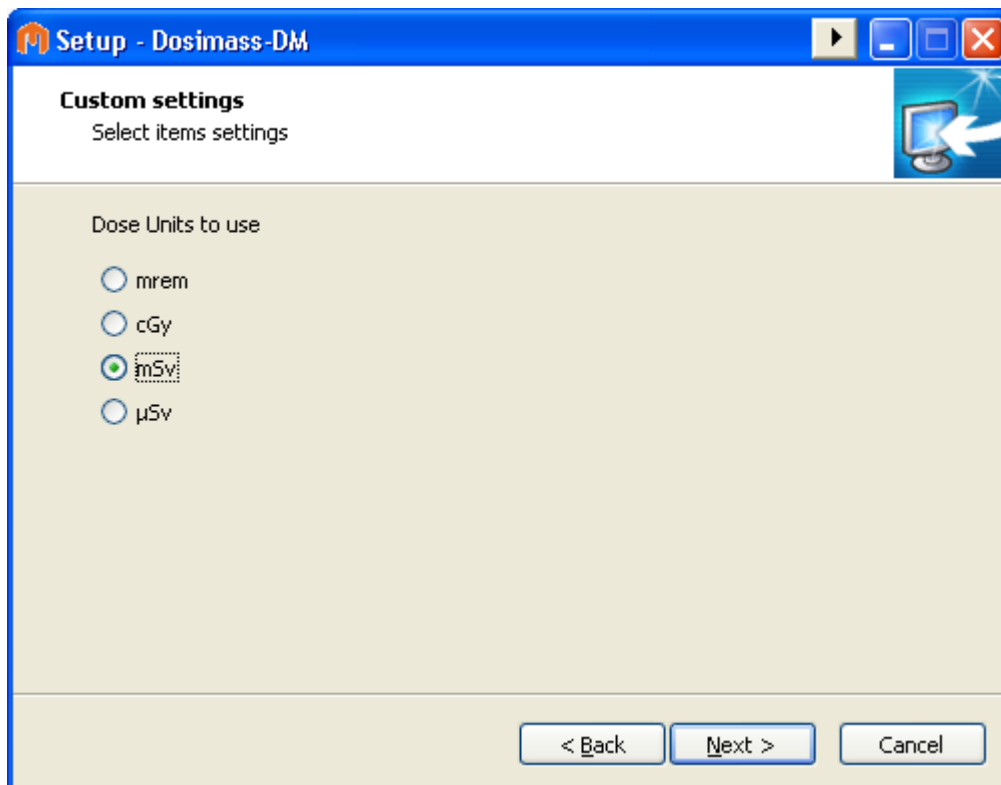 Setup - Dosimass-DM
Custom settings
Select items settings
Dose Units to use
mrem
cGy
mSv
µSv
< Back
Next >
Cancel